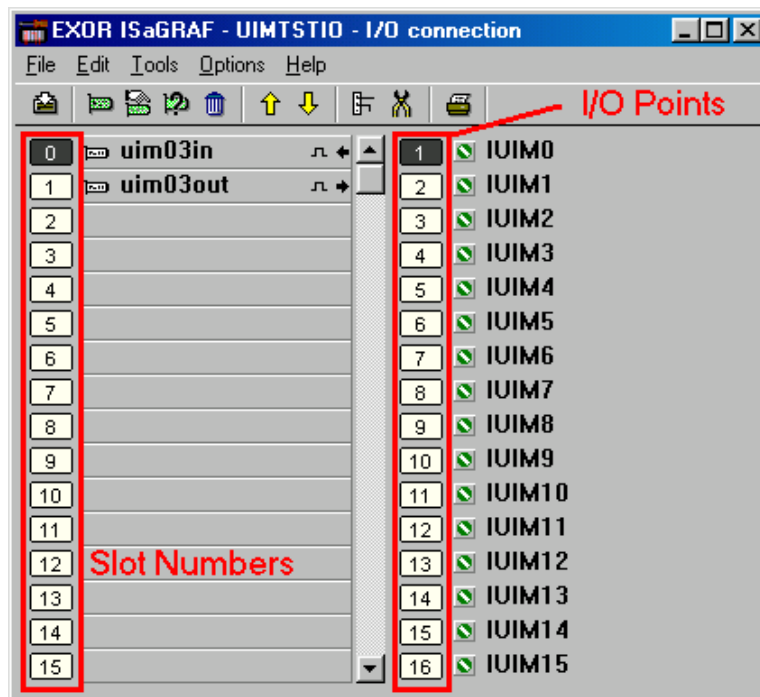 EXOR ISaGRAF - UIMTSTIO - I/O connection
File Edit Tools Options Help
I/O Points
0 uim03in 1 IUIM0
1 uim03out 2 IUIM1
2 3 IUIM2
3 4 IUIM3
4 5 IUIM4
5 6 IUIM5
6 7 IUIM6
7 8 IUIM7
8 9 IUIM8
9 10 IUIM9
10 11 IUIM10
11 12 IUIM11
12 Slot Numbers 13 IUIM12
13 14 IUIM13
14 15 IUIM14
15 16 IUIM15